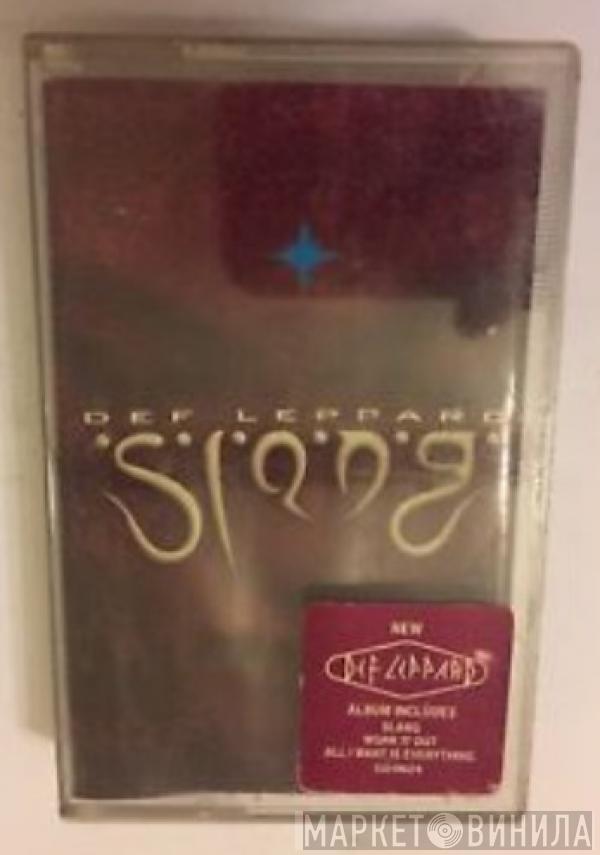 DEF LEPPARD
Slang
NEW
DEF LEPPARD
ALBUM INCLUDES
SLANG
WORK IT OUT
ALL I WANT IS EVERYTHING
МАРКЕТ ВИНИЛА